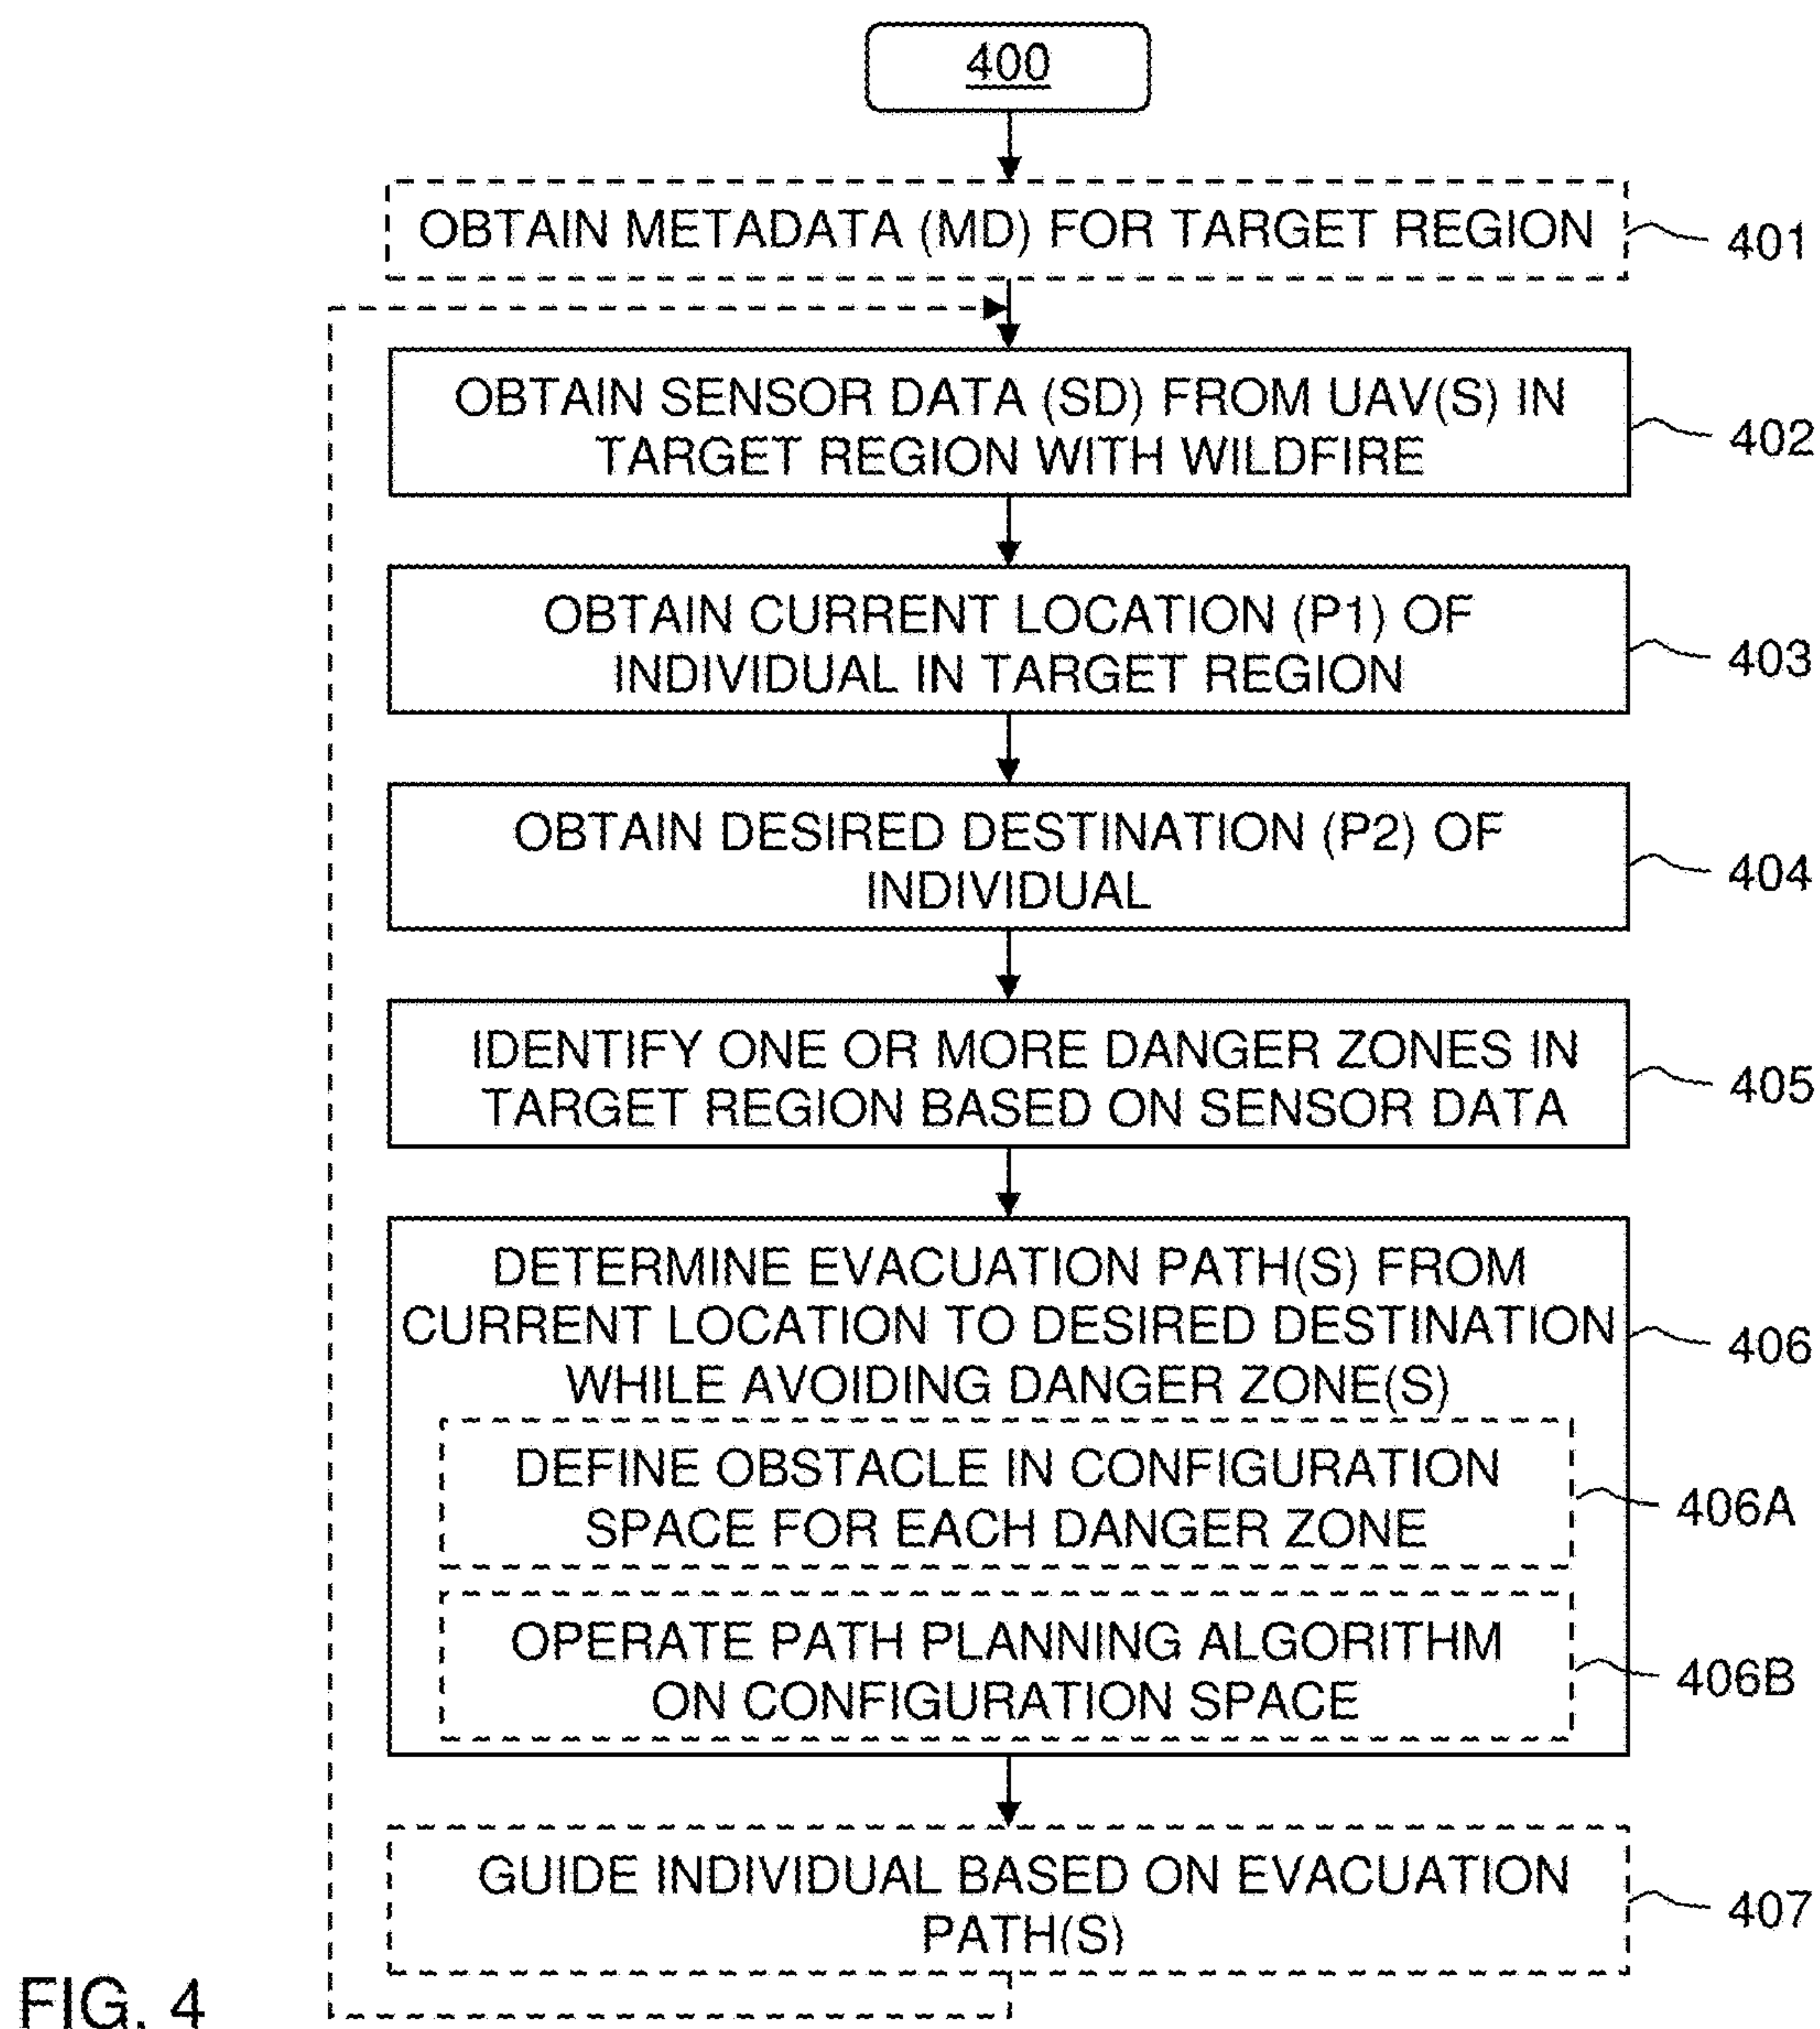 400
OBTAIN METADATA (MD) FOR TARGET REGION
401
OBTAIN SENSOR DATA (SD) FROM UAV(S) IN
TARGET REGION WITH WILDFIRE
402
OBTAIN CURRENT LOCATION (P1) OF
INDIVIDUAL IN TARGET REGION
403
OBTAIN DESIRED DESTINATION (P2) OF
INDIVIDUAL
404
IDENTIFY ONE OR MORE DANGER ZONES IN
TARGET REGION BASED ON SENSOR DATA
405
DETERMINE EVACUATION PATH(S) FROM
CURRENT LOCATION TO DESIRED DESTINATION
WHILE AVOIDING DANGER ZONE(S)
406
DEFINE OBSTACLE IN CONFIGURATION
SPACE FOR EACH DANGER ZONE
406A
OPERATE PATH PLANNING ALGORITHM
ON CONFIGURATION SPACE
406B
GUIDE INDIVIDUAL BASED ON EVACUATION
PATH(S)
407
FIG. 4